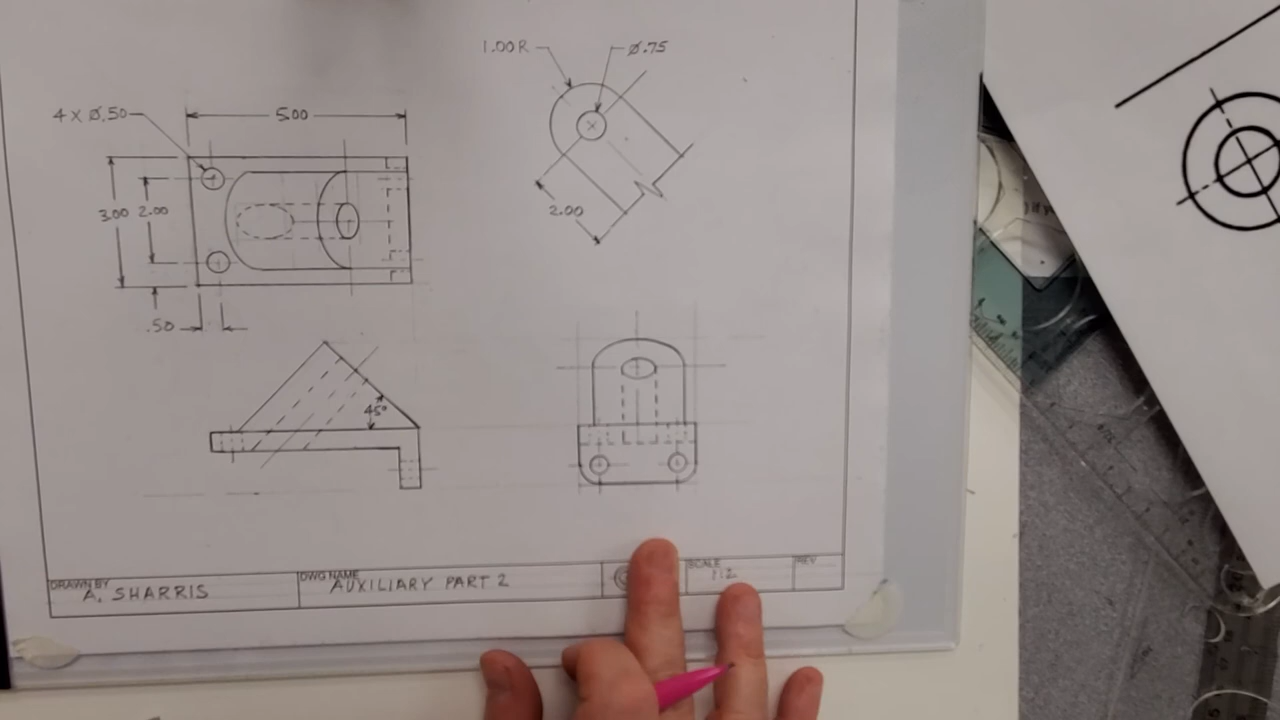 1.00 R
Ø.75
4 X Ø.50
5.00
3.00
2.00
2.00
.50
45°
DRAWN BY
A. SHARRIS
DWG NAME
AUXILIARY PART 2
SCALE
1:2
REV